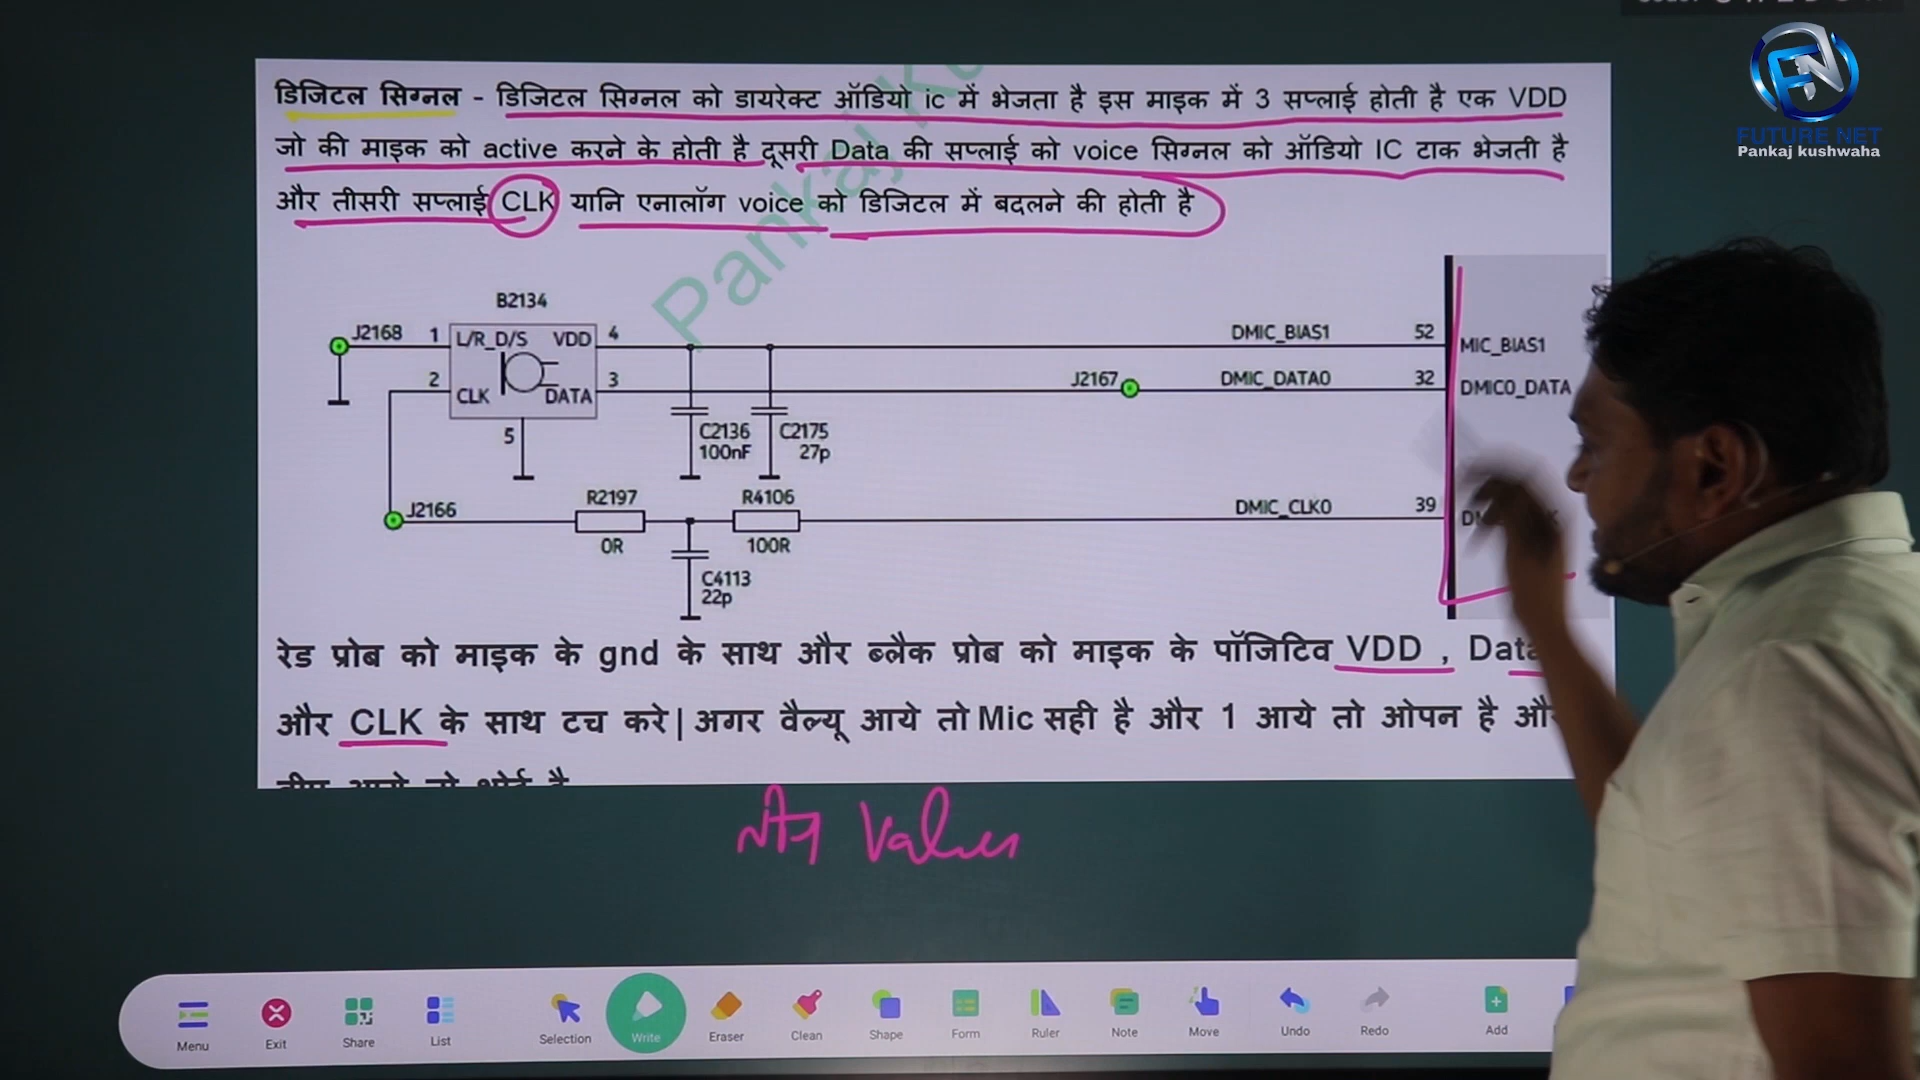 FUTURE NET
Pankaj kushwaha
डिजिटल सिग्नल - डिजिटल सिग्नल को डायरेक्ट ऑडियो ic में भेजता है इस माइक में 3 सप्लाई होती है एक VDD
जो की माइक को active करने के होती है दूसरी Data की सप्लाई को voice सिग्नल को ऑडियो IC टाक भेजती है
और तीसरी सप्लाई CLK यानि एनालॉग voice को डिजिटल में बदलने की होती है
Pankaj
B2134
J2168 1 L/R_D/S VDD 4 DMIC_BIAS1 52 MIC_BIAS1
2 CLK DATA 3 J2167 DMIC_DATA0 32 DMIC0_DATA
5
C2136 C2175
100nF 27p
J2166 R2197 R4106 DMIC_CLK0 39
0R 100R
C4113
22p
रेड प्रोब को माइक के gnd के साथ और ब्लैक प्रोब को माइक के पॉजिटिव VDD , Data
और CLK के साथ टच करे | अगर वैल्यू आये तो Mic सही है और 1 आये तो ओपन है और
Menu Exit Share List Selection Write Eraser Clean Shape Form Ruler Note Move Undo Redo Add